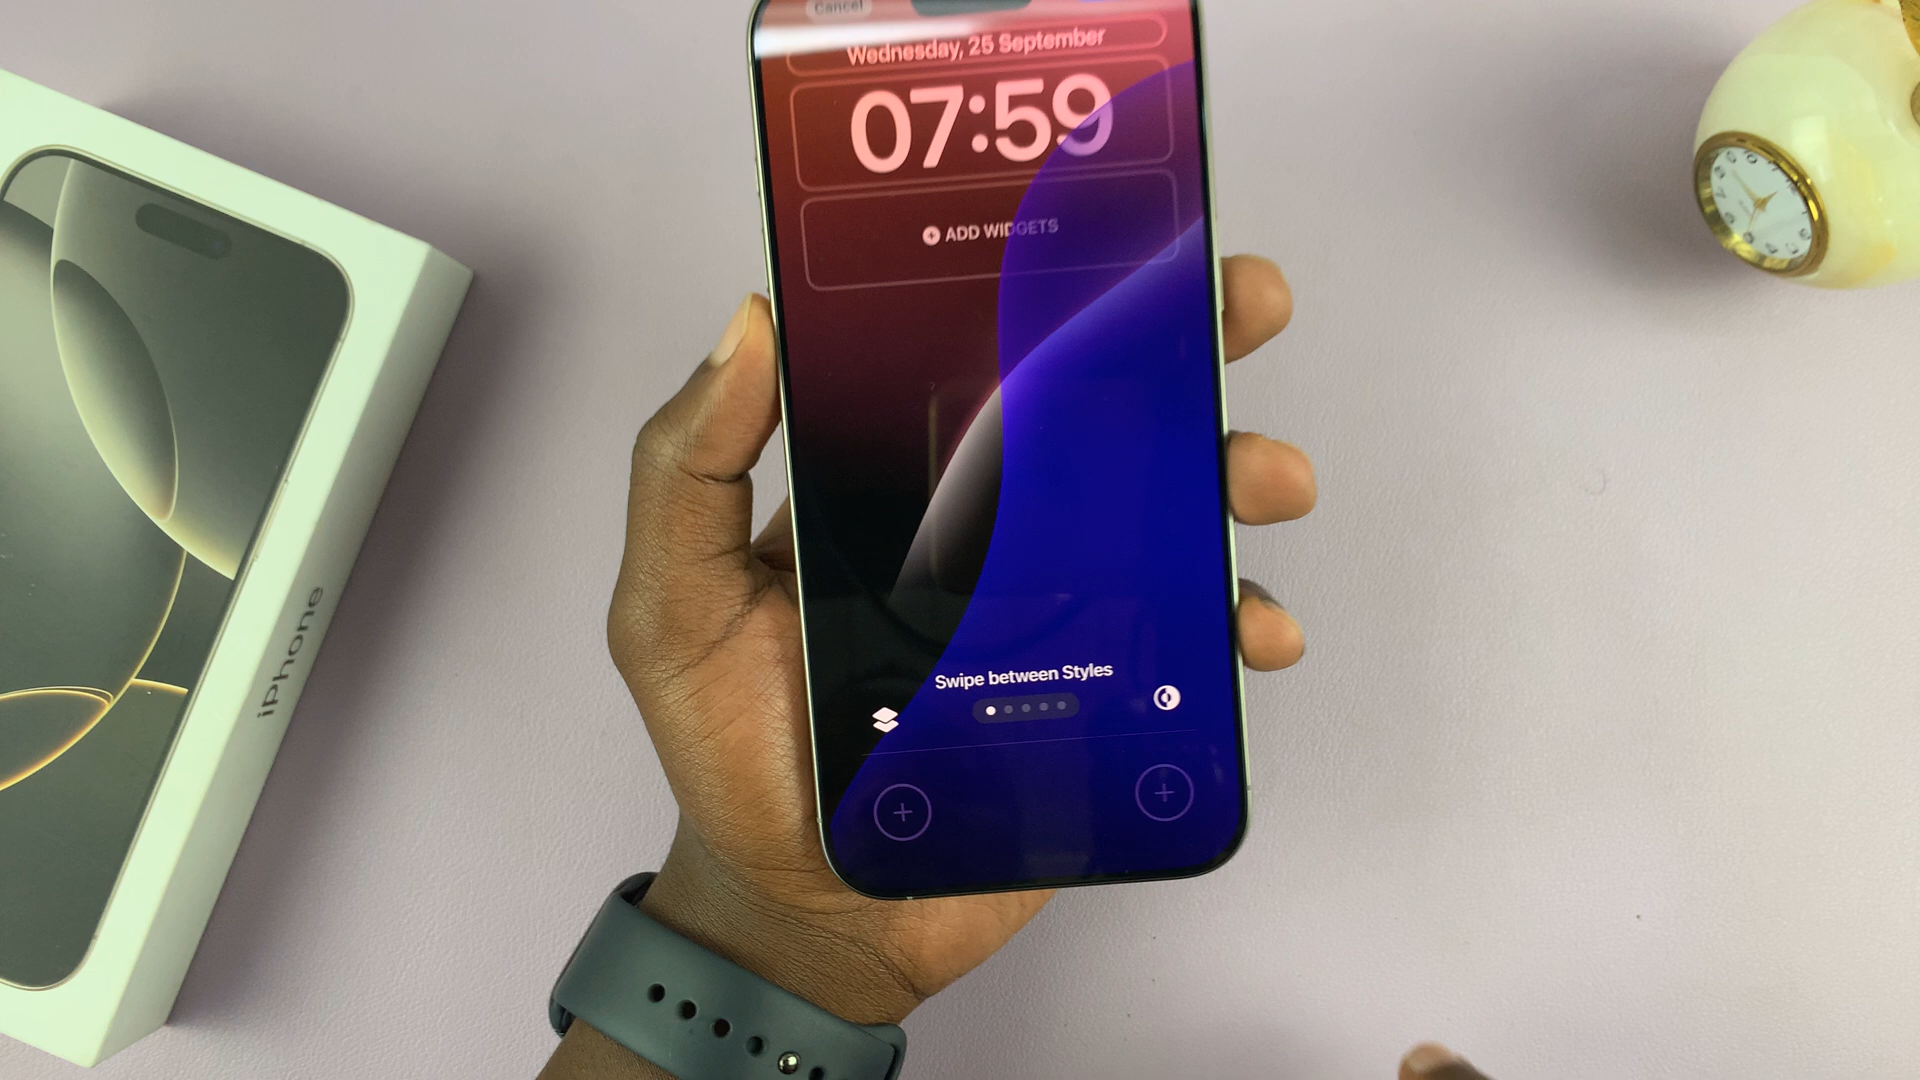 Cancel
Wednesday, 25 September
07:59
ADD WIDGETS
Swipe between Styles
iPhone